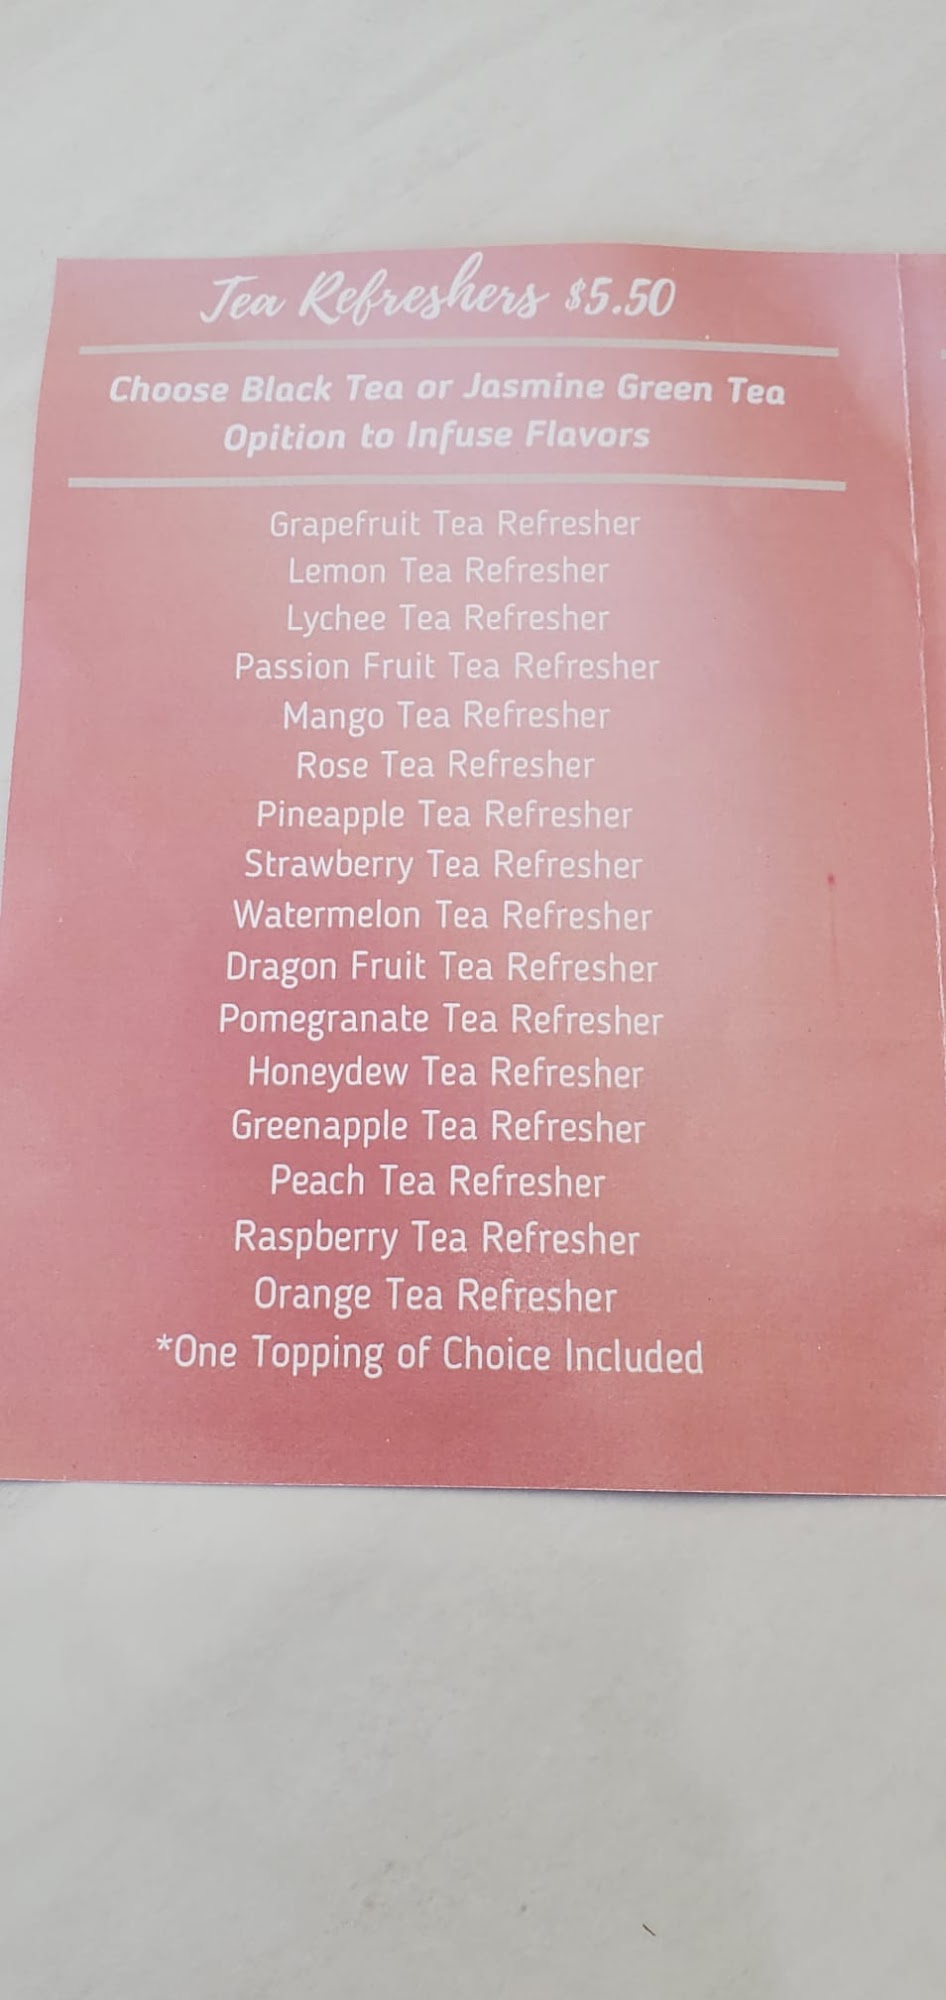 Tea Refreshers $5.50
Choose Black Tea or Jasmine Green Tea
Opition to Infuse Flavors
Grapefruit Tea Refresher
Lemon Tea Refresher
Lychee Tea Refresher
Passion Fruit Tea Refresher
Mango Tea Refresher
Rose Tea Refresher
Pineapple Tea Refresher
Strawberry Tea Refresher
Watermelon Tea Refresher
Dragon Fruit Tea Refresher
Pomegranate Tea Refresher
Honeydew Tea Refresher
Greenapple Tea Refresher
Peach Tea Refresher
Raspberry Tea Refresher
Orange Tea Refresher
*One Topping of Choice Included